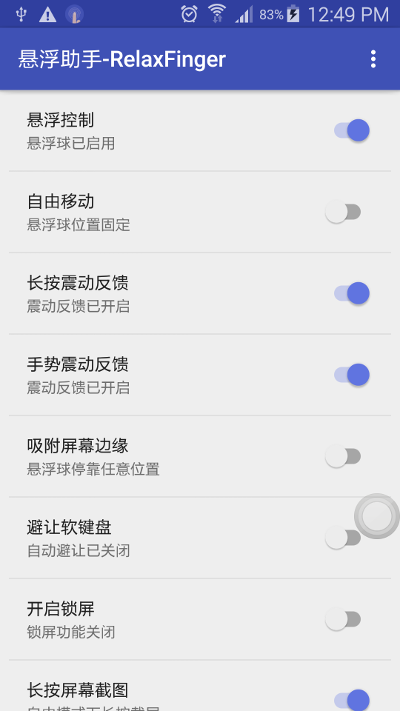 83% 12:49 PM
悬浮助手-RelaxFinger
悬浮控制
悬浮球已启用
自由移动
悬浮球位置固定
长按震动反馈
震动反馈已开启
手势震动反馈
震动反馈已开启
吸附屏幕边缘
悬浮球停靠任意位置
避让软键盘
自动避让已关闭
开启锁屏
锁屏功能关闭
长按屏幕截图